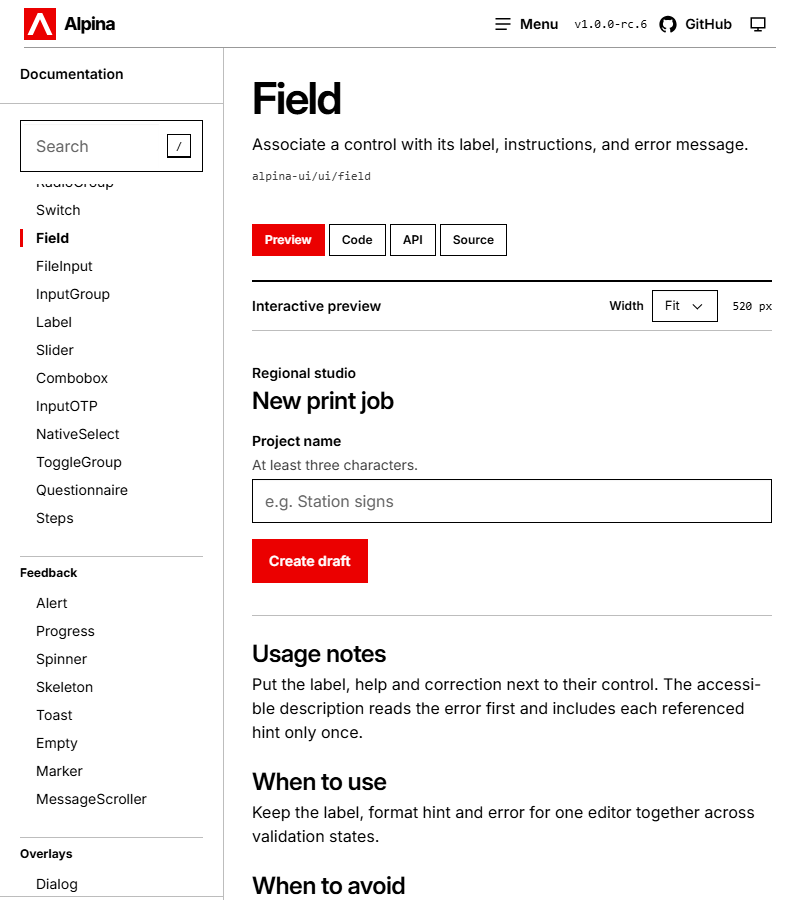 Alpina
Menu
v1.0.0-rc.6
GitHub
Documentation
Search
/
RadioGroup
Switch
Field
FileInput
InputGroup
Label
Slider
Combobox
InputOTP
NativeSelect
ToggleGroup
Questionnaire
Steps
Feedback
Alert
Progress
Spinner
Skeleton
Toast
Empty
Marker
MessageScroller
Overlays
Dialog
Field
Associate a control with its label, instructions, and error message.
alpina-ui/ui/field
Preview
Code
API
Source
Interactive preview
Width
Fit
520 px
Regional studio
New print job
Project name
At least three characters.
e.g. Station signs
Create draft
Usage notes
Put the label, help and correction next to their control. The accessi-
ble description reads the error first and includes each referenced
hint only once.
When to use
Keep the label, format hint and error for one editor together across
validation states.
When to avoid